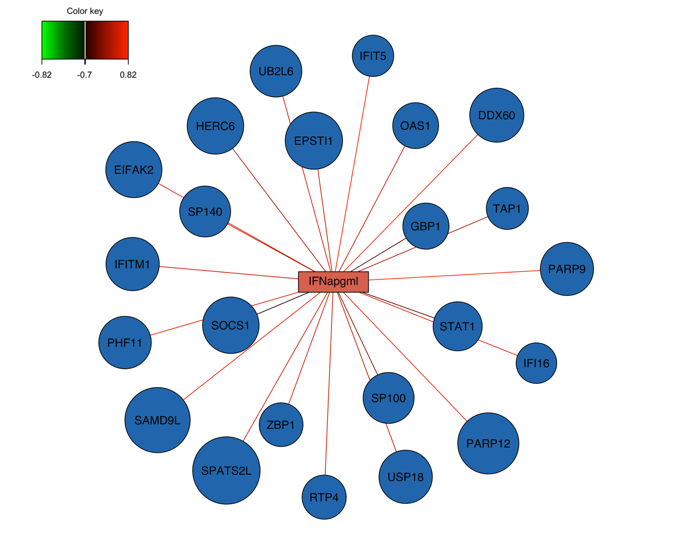 Color key
-0.82 -0.7 0.82
IFIT5
UB2L6
DDX60
HERC6
OAS1
EPSTI1
EIFAK2
TAP1
SP140
GBP1
IFITM1
PARP9
IFNapgml
SOCS1
STAT1
PHF11
IFI16
SP100
SAMD9L
ZBP1
PARP12
SPATS2L
USP18
RTP4